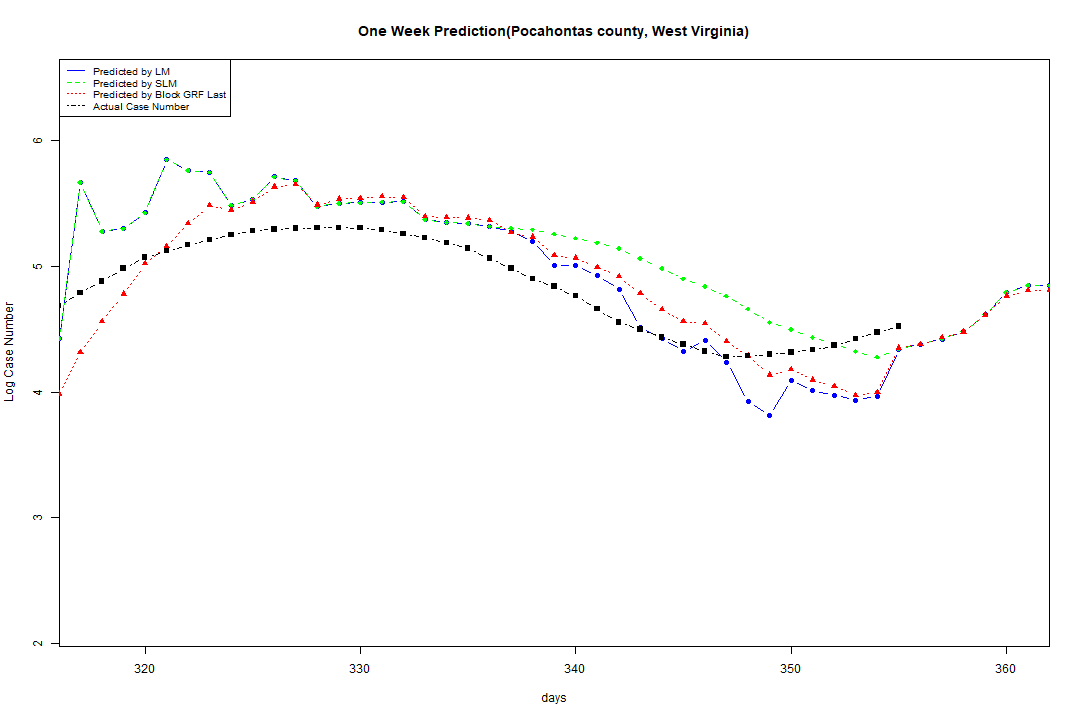 One Week Prediction(Pocahontas county, West Virginia)
Predicted by LM
Predicted by SLM
Predicted by Block GRF Last
Actual Case Number
Log Case Number
6
5
4
3
2
320 330 340 350 360
days